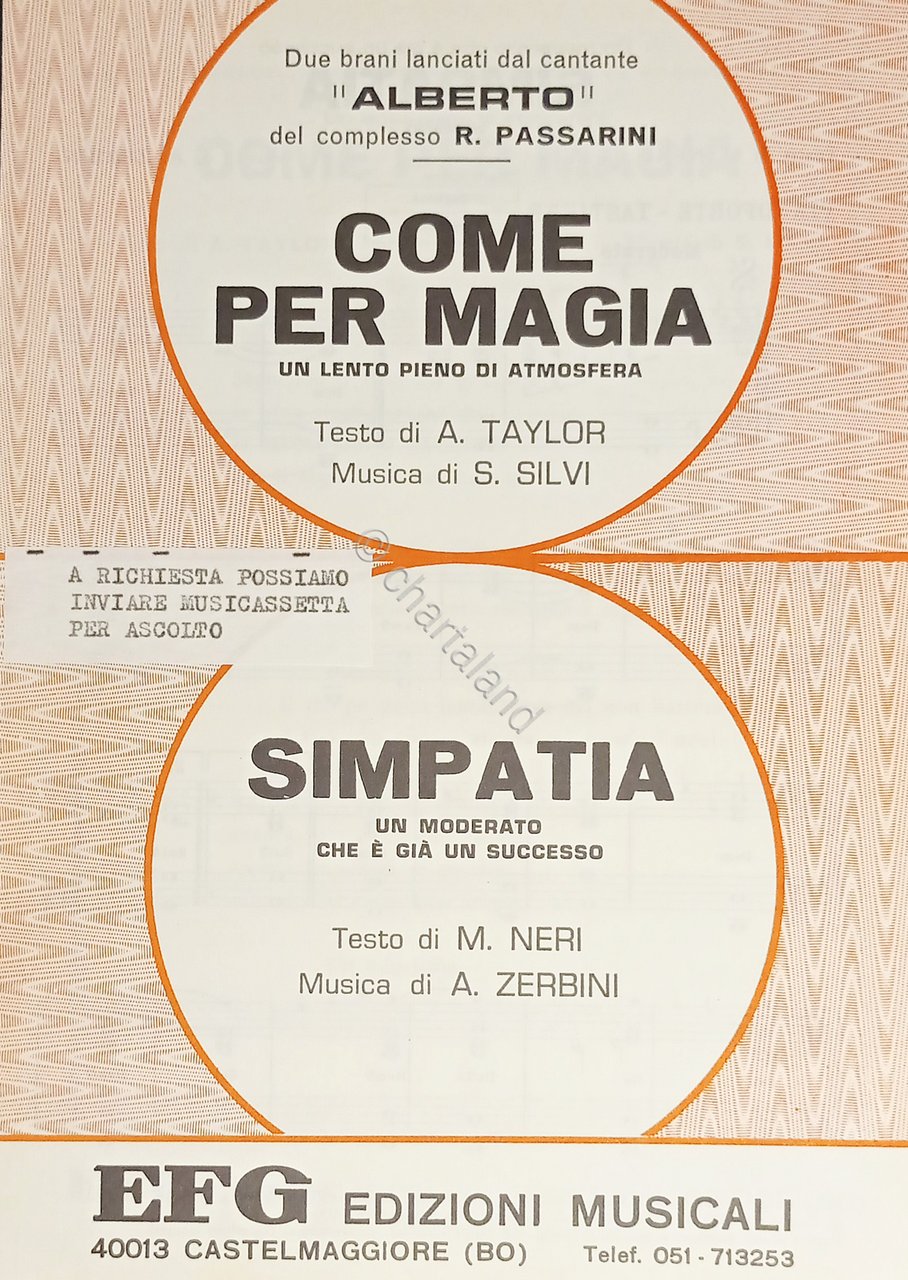 Due brani lanciati dal cantante
"ALBERTO"
del complesso R. PASSARINI
COME
PER MAGIA
UN LENTO PIENO DI ATMOSFERA
Testo di A. TAYLOR
Musica di S. SILVI
A RICHIESTA POSSIAMO
INVIARE MUSICASSETTA
PER ASCOLTO
© chartaland
SIMPATIA
UN MODERATO
CHE È GIÀ UN SUCCESSO
Testo di M. NERI
Musica di A. ZERBINI
EFG EDIZIONI MUSICALI
40013 CASTELMAGGIORE (BO) Telef. 051 - 713253